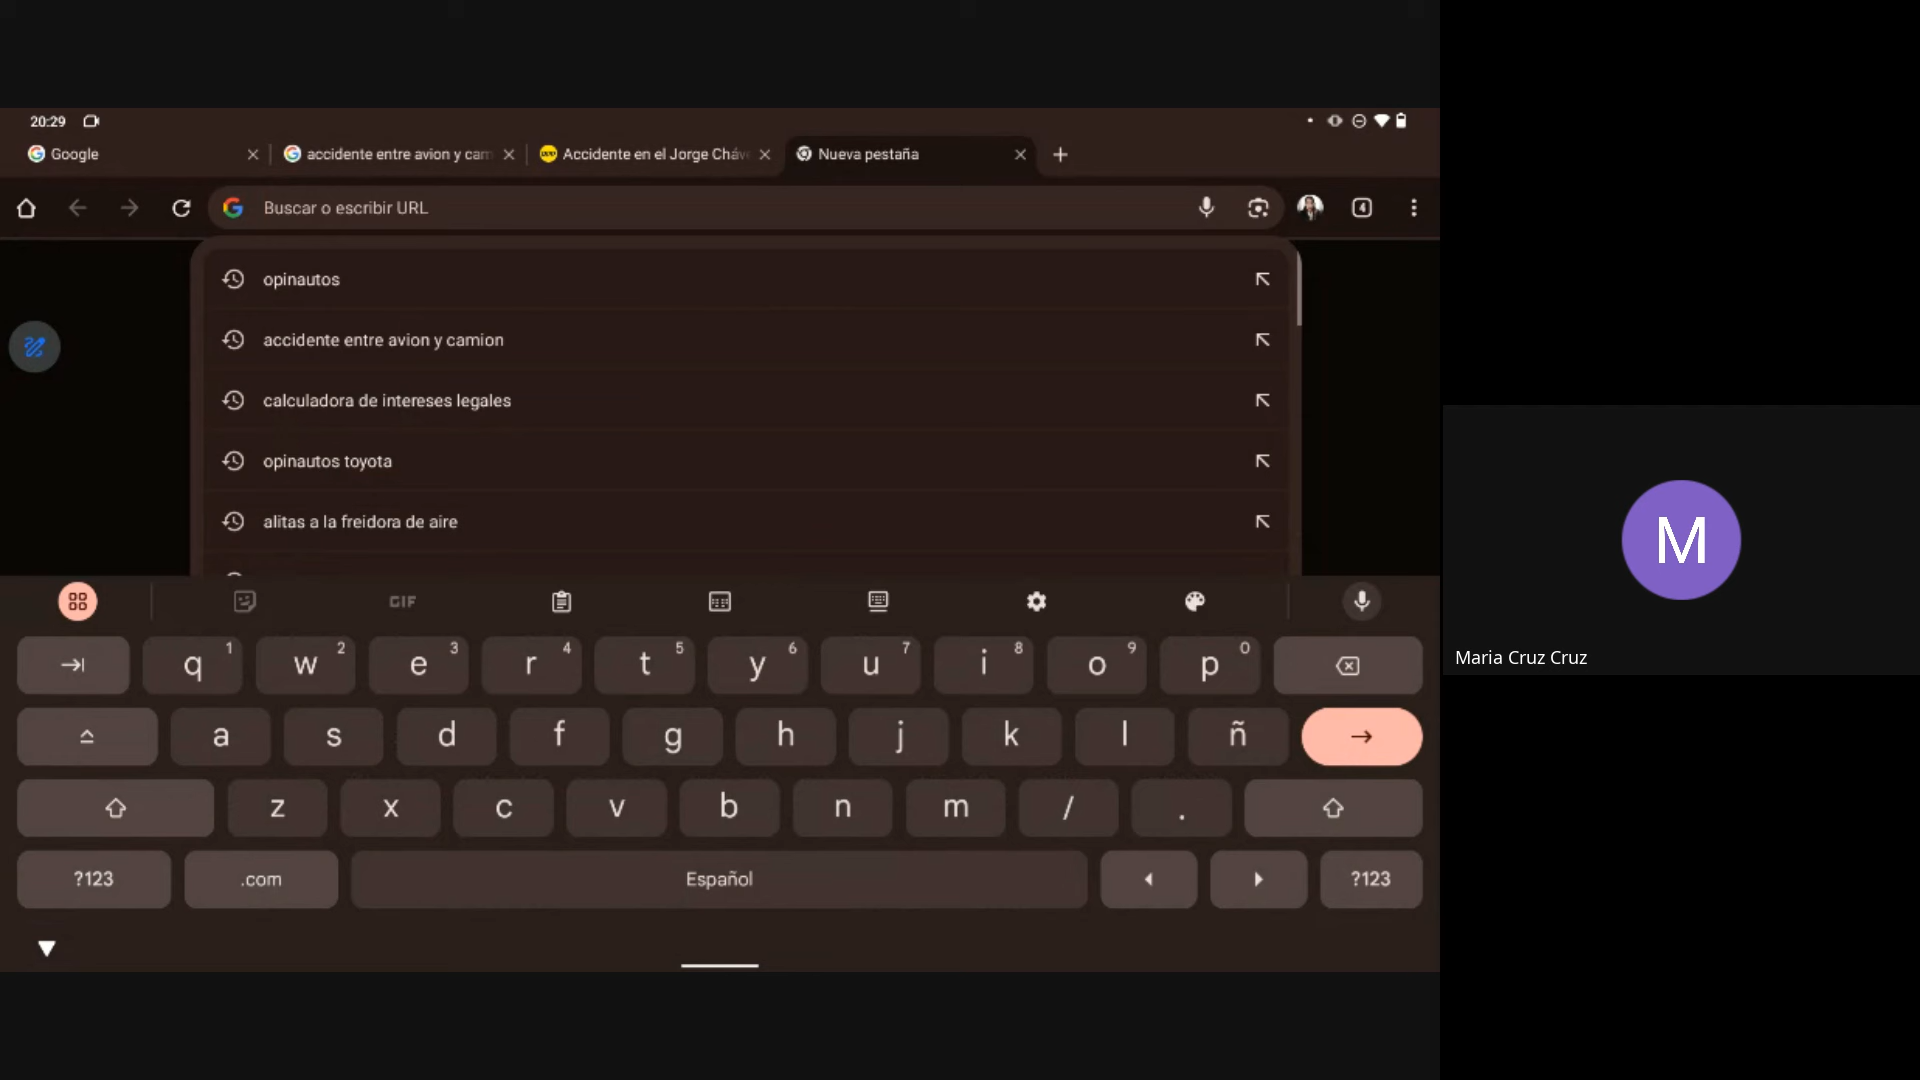 20:29
Google
accidente entre avion y cam
Accidente en el Jorge Cháv
Nueva pestaña
Buscar o escribir URL
4
opinautos
accidente entre avion y camion
calculadora de intereses legales
opinautos toyota
alitas a la freidora de aire
GIF
q 1 w 2 e 3 r 4 t 5 y 6 u 7 i 8 o 9 p 0
a s d f g h j k l ñ
z x c v b n m / .
?123 .com Español ?123
M
Maria Cruz Cruz